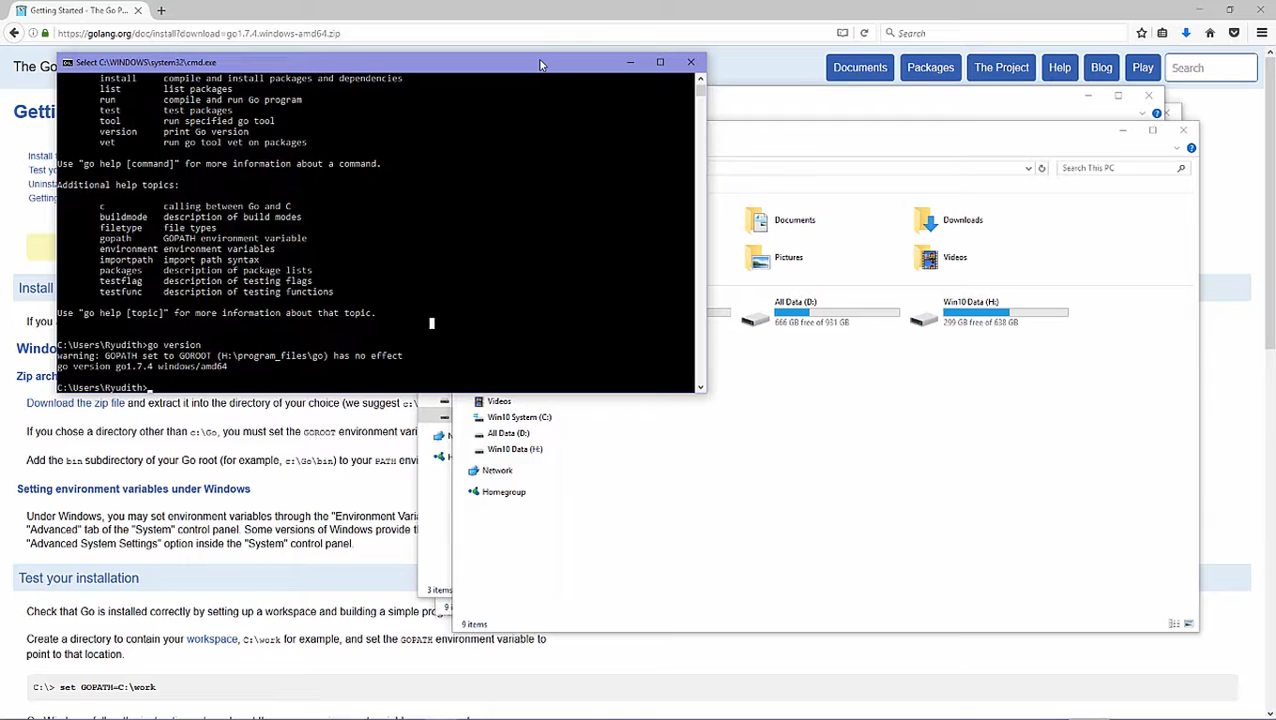 Getting Started - The Go P...
https://golang.org/doc/install?download=go1.7.4.windows-amd64.zip
Search
The Go
Documents
Packages
The Project
Help
Blog
Play
Search
Select C:\WINDOWS\system32\cmd.exe
install compile and install packages and dependencies
list list packages
run compile and run Go program
test test packages
tool run specified go tool
version print Go version
vet run go tool vet on packages
Use "go help [command]" for more information about a command.
Additional help topics:
c calling between Go and C
buildmode description of build modes
filetype file types
gopath GOPATH environment variable
environment environment variables
importpath import path syntax
packages description of package lists
testflag description of testing flags
testfunc description of testing functions
Use "go help [topic]" for more information about that topic.
C:\Users\Ryudith>go version
warning: GOPATH set to GOROOT (H:\program_files\go) has no effect
go version go1.7.4 windows/amd64
C:\Users\Ryudith>
Search This PC
Documents
Downloads
Pictures
Videos
All Data (D:)
666 GB free of 931 GB
Win10 Data (H:)
299 GB free of 638 GB
Videos
Win10 System (C:)
All Data (D:)
Win10 Data (H:)
Network
Homegroup
3 items
9 items
Getti
Install
Test you
Uninsta
Getting
Install
If you
Windo
Zip arc
Download the zip file and extract it into the directory of your choice (we suggest c:\
If you chose a directory other than c:\Go, you must set the GOROOT environment vari
Add the bin subdirectory of your Go root (for example, c:\Go\bin) to your PATH envi
Setting environment variables under Windows
Under Windows, you may set environment variables through the "Environment Vari
"Advanced" tab of the "System" control panel. Some versions of Windows provide t
"Advanced System Settings" option inside the "System" control panel.
Test your installation
Check that Go is installed correctly by setting up a workspace and building a simple pro
Create a directory to contain your workspace, C:\work for example, and set the GOPATH environment variable to
point to that location.
C:\> set GOPATH=C:\work